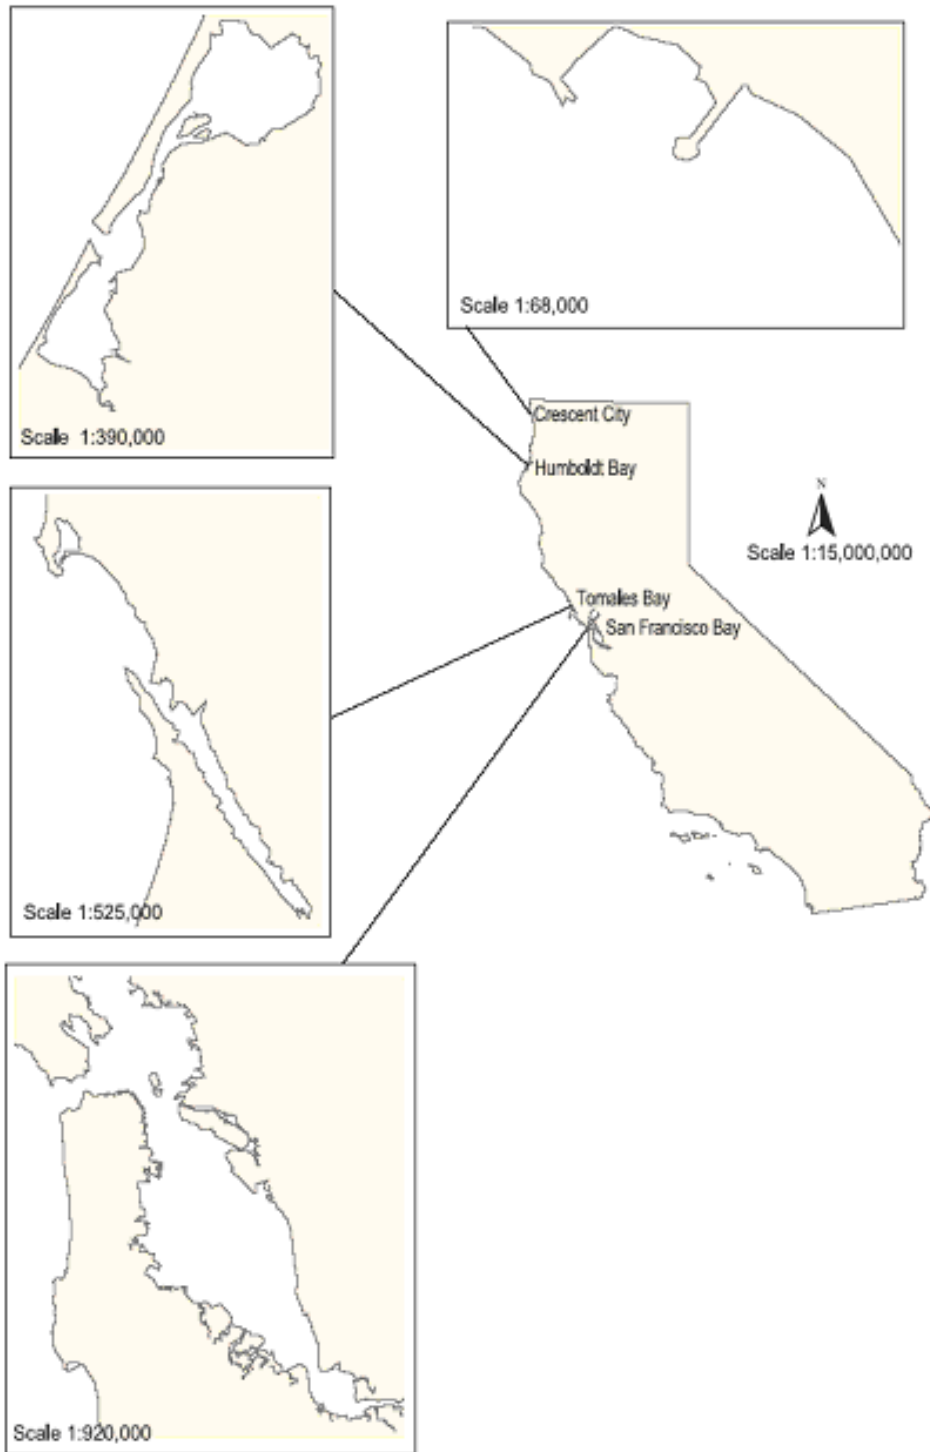 Scale 1:68,000
Scale 1:390,000
Crescent City
Humboldt Bay
N
Scale 1:15,000,000
Tomales Bay
San Francisco Bay
Scale 1:525,000
Scale 1:920,000